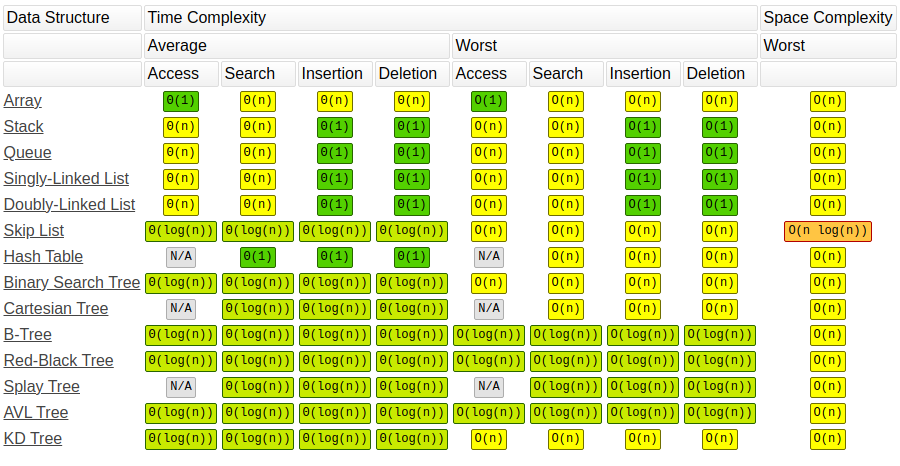 Data Structure Time Complexity Space Complexity
Average Worst Worst
Access Search Insertion Deletion Access Search Insertion Deletion
Array Θ(1) Θ(n) Θ(n) Θ(n) O(1) O(n) O(n) O(n) O(n)
Stack Θ(n) Θ(n) Θ(1) Θ(1) O(n) O(n) O(1) O(1) O(n)
Queue Θ(n) Θ(n) Θ(1) Θ(1) O(n) O(n) O(1) O(1) O(n)
Singly-Linked List Θ(n) Θ(n) Θ(1) Θ(1) O(n) O(n) O(1) O(1) O(n)
Doubly-Linked List Θ(n) Θ(n) Θ(1) Θ(1) O(n) O(n) O(1) O(1) O(n)
Skip List Θ(log(n)) Θ(log(n)) Θ(log(n)) Θ(log(n)) O(n) O(n) O(n) O(n) O(n log(n))
Hash Table N/A Θ(1) Θ(1) Θ(1) N/A O(n) O(n) O(n) O(n)
Binary Search Tree Θ(log(n)) Θ(log(n)) Θ(log(n)) Θ(log(n)) O(n) O(n) O(n) O(n) O(n)
Cartesian Tree N/A Θ(log(n)) Θ(log(n)) Θ(log(n)) N/A O(n) O(n) O(n) O(n)
B-Tree Θ(log(n)) Θ(log(n)) Θ(log(n)) Θ(log(n)) O(log(n)) O(log(n)) O(log(n)) O(log(n)) O(n)
Red-Black Tree Θ(log(n)) Θ(log(n)) Θ(log(n)) Θ(log(n)) O(log(n)) O(log(n)) O(log(n)) O(log(n)) O(n)
Splay Tree N/A Θ(log(n)) Θ(log(n)) Θ(log(n)) N/A O(log(n)) O(log(n)) O(log(n)) O(n)
AVL Tree Θ(log(n)) Θ(log(n)) Θ(log(n)) Θ(log(n)) O(log(n)) O(log(n)) O(log(n)) O(log(n)) O(n)
KD Tree Θ(log(n)) Θ(log(n)) Θ(log(n)) Θ(log(n)) O(n) O(n) O(n) O(n) O(n)